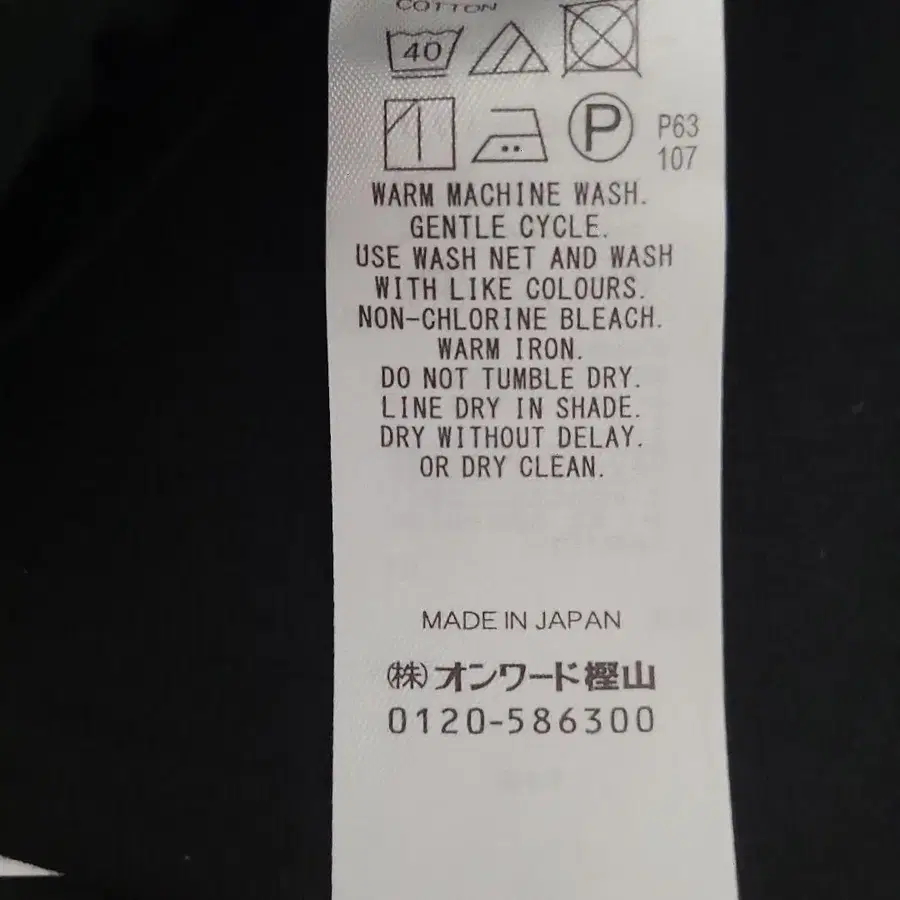 COTTON
40
P
P63
107
WARM MACHINE WASH.
GENTLE CYCLE.
USE WASH NET AND WASH
WITH LIKE COLOURS.
NON-CHLORINE BLEACH.
WARM IRON.
DO NOT TUMBLE DRY.
LINE DRY IN SHADE.
DRY WITHOUT DELAY.
OR DRY CLEAN.
MADE IN JAPAN
(株)オンワード樫山
0120-586300